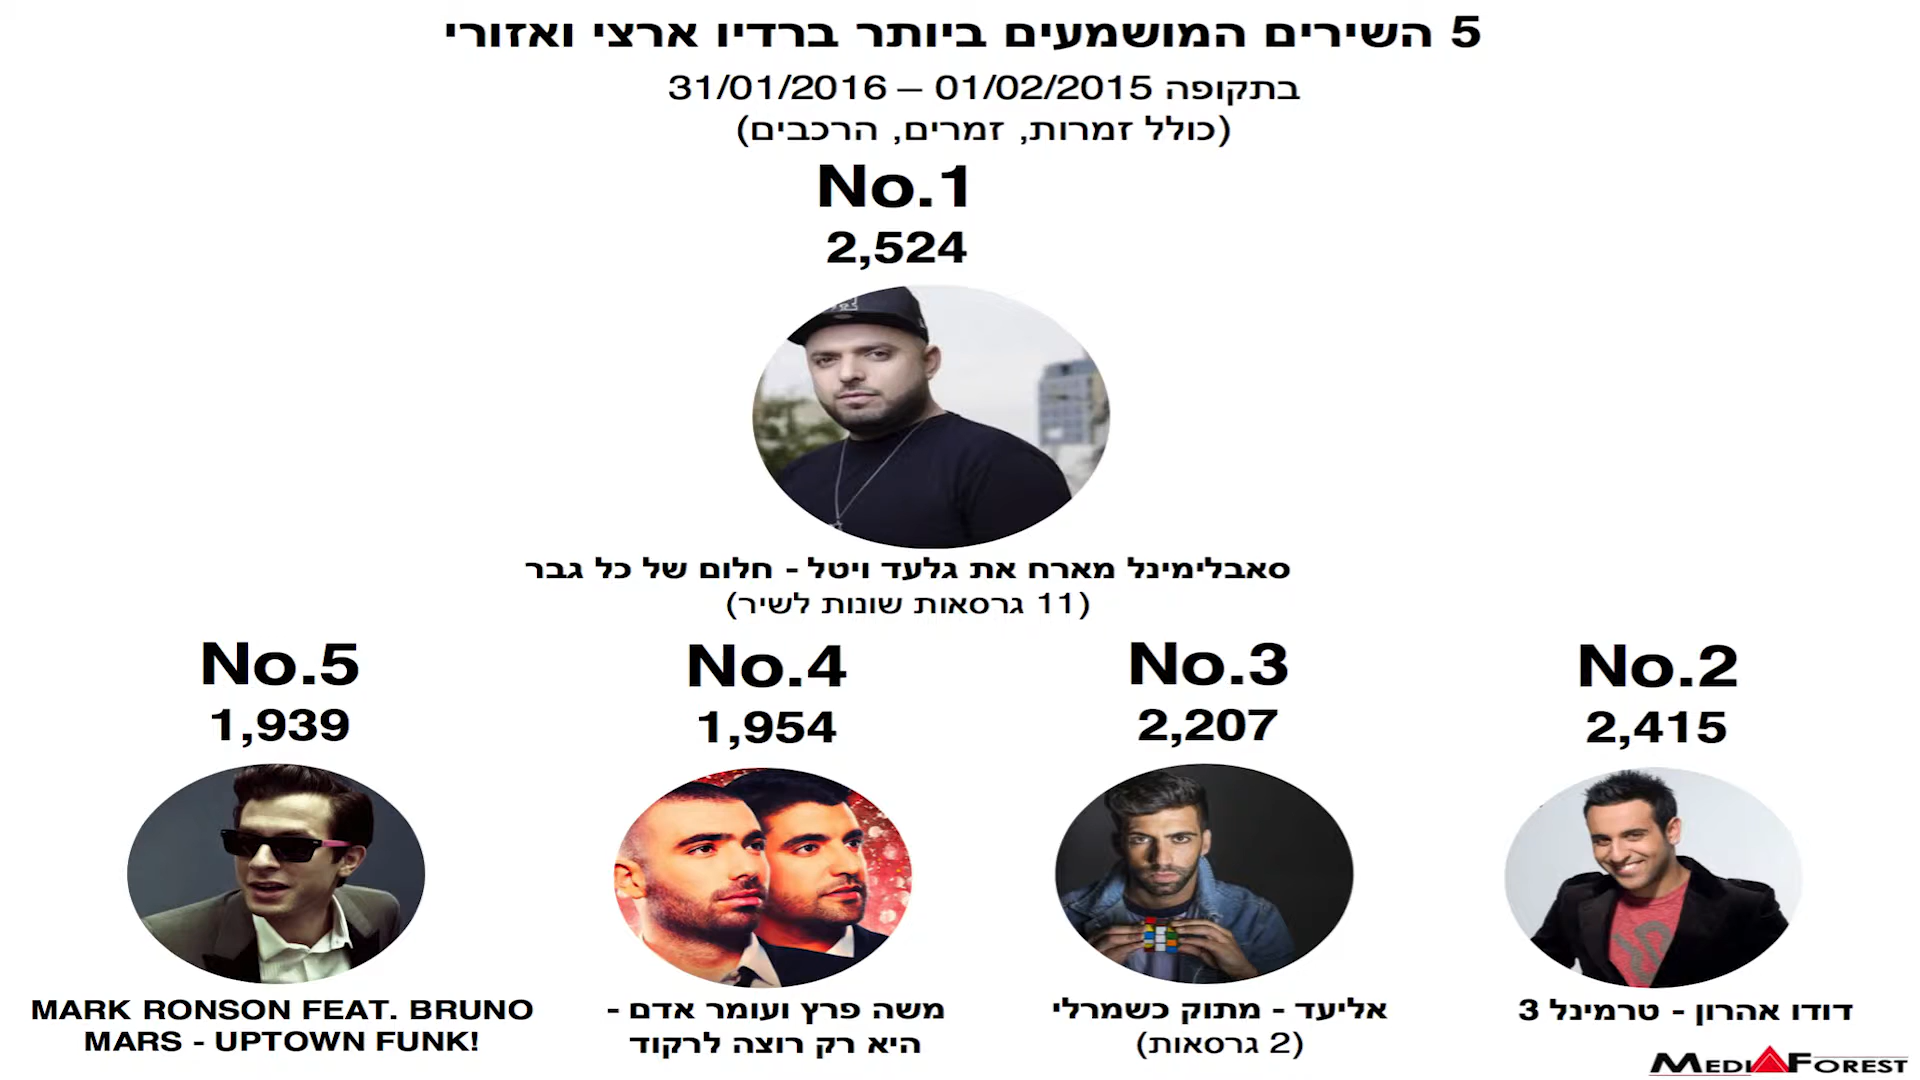 5 השירים המושמעים ביותר ברדיו ארצי ואזורי
בתקופה 01/02/2015 – 31/01/2016
(כולל זמרות, זמרים, הרכבים)
No.1
2,524
סאבלימינל מארח את גלעד ויטל - חלום של כל גבר
(11 גרסאות שונות לשיר)
No.2
2,415
דודו אהרון - טרמינל 3
No.3
2,207
אליעד - מתוק כשמרלי
(2 גרסאות)
No.4
1,954
משה פרץ ועומר אדם -
היא רק רוצה לרקוד
No.5
1,939
MARK RONSON FEAT. BRUNO
MARS - UPTOWN FUNK!
MEDIAFOREST